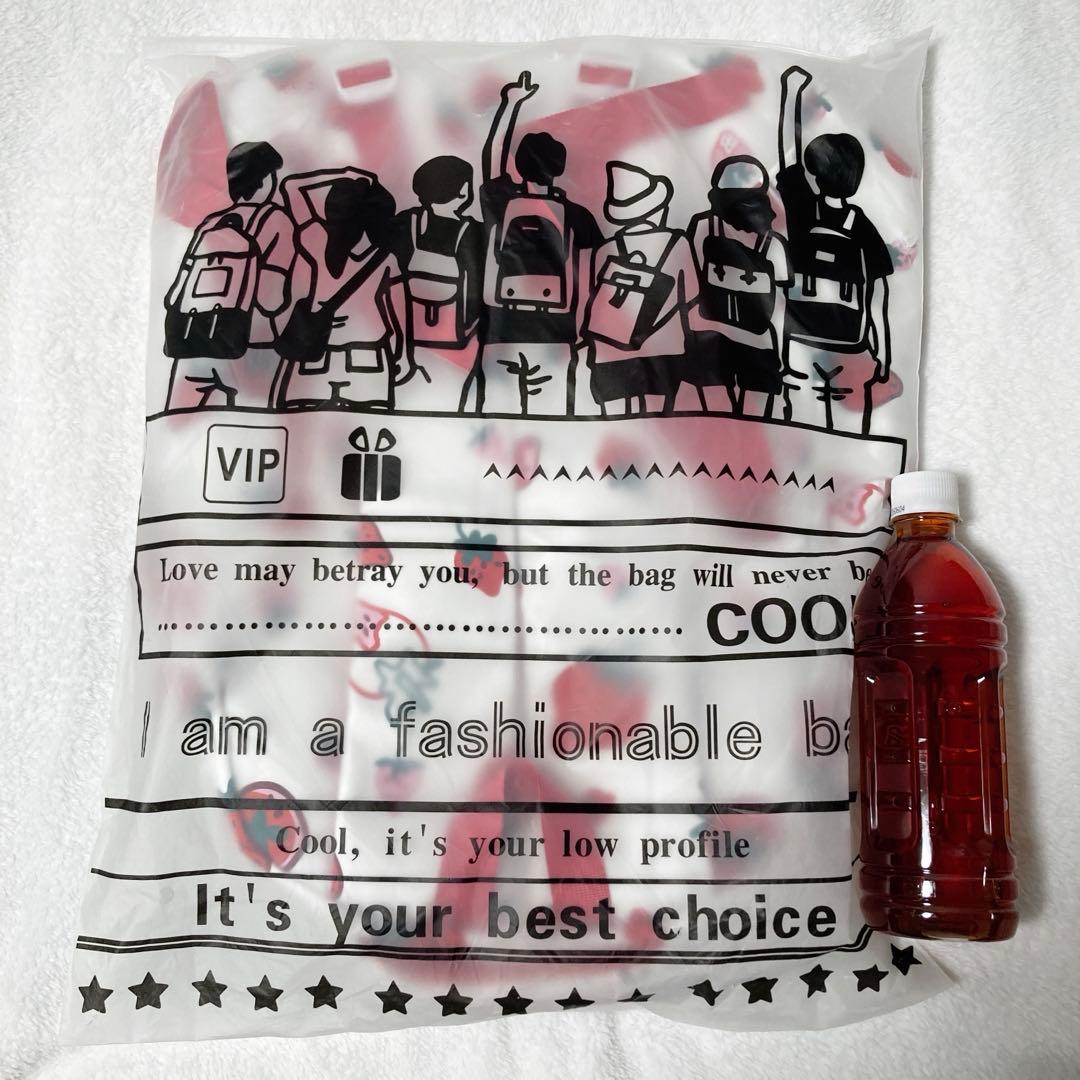 VIP
Love may betray you, but the bag will never be
COO
I am a fashionable ba
Cool, it's your low profile
It's your best choice